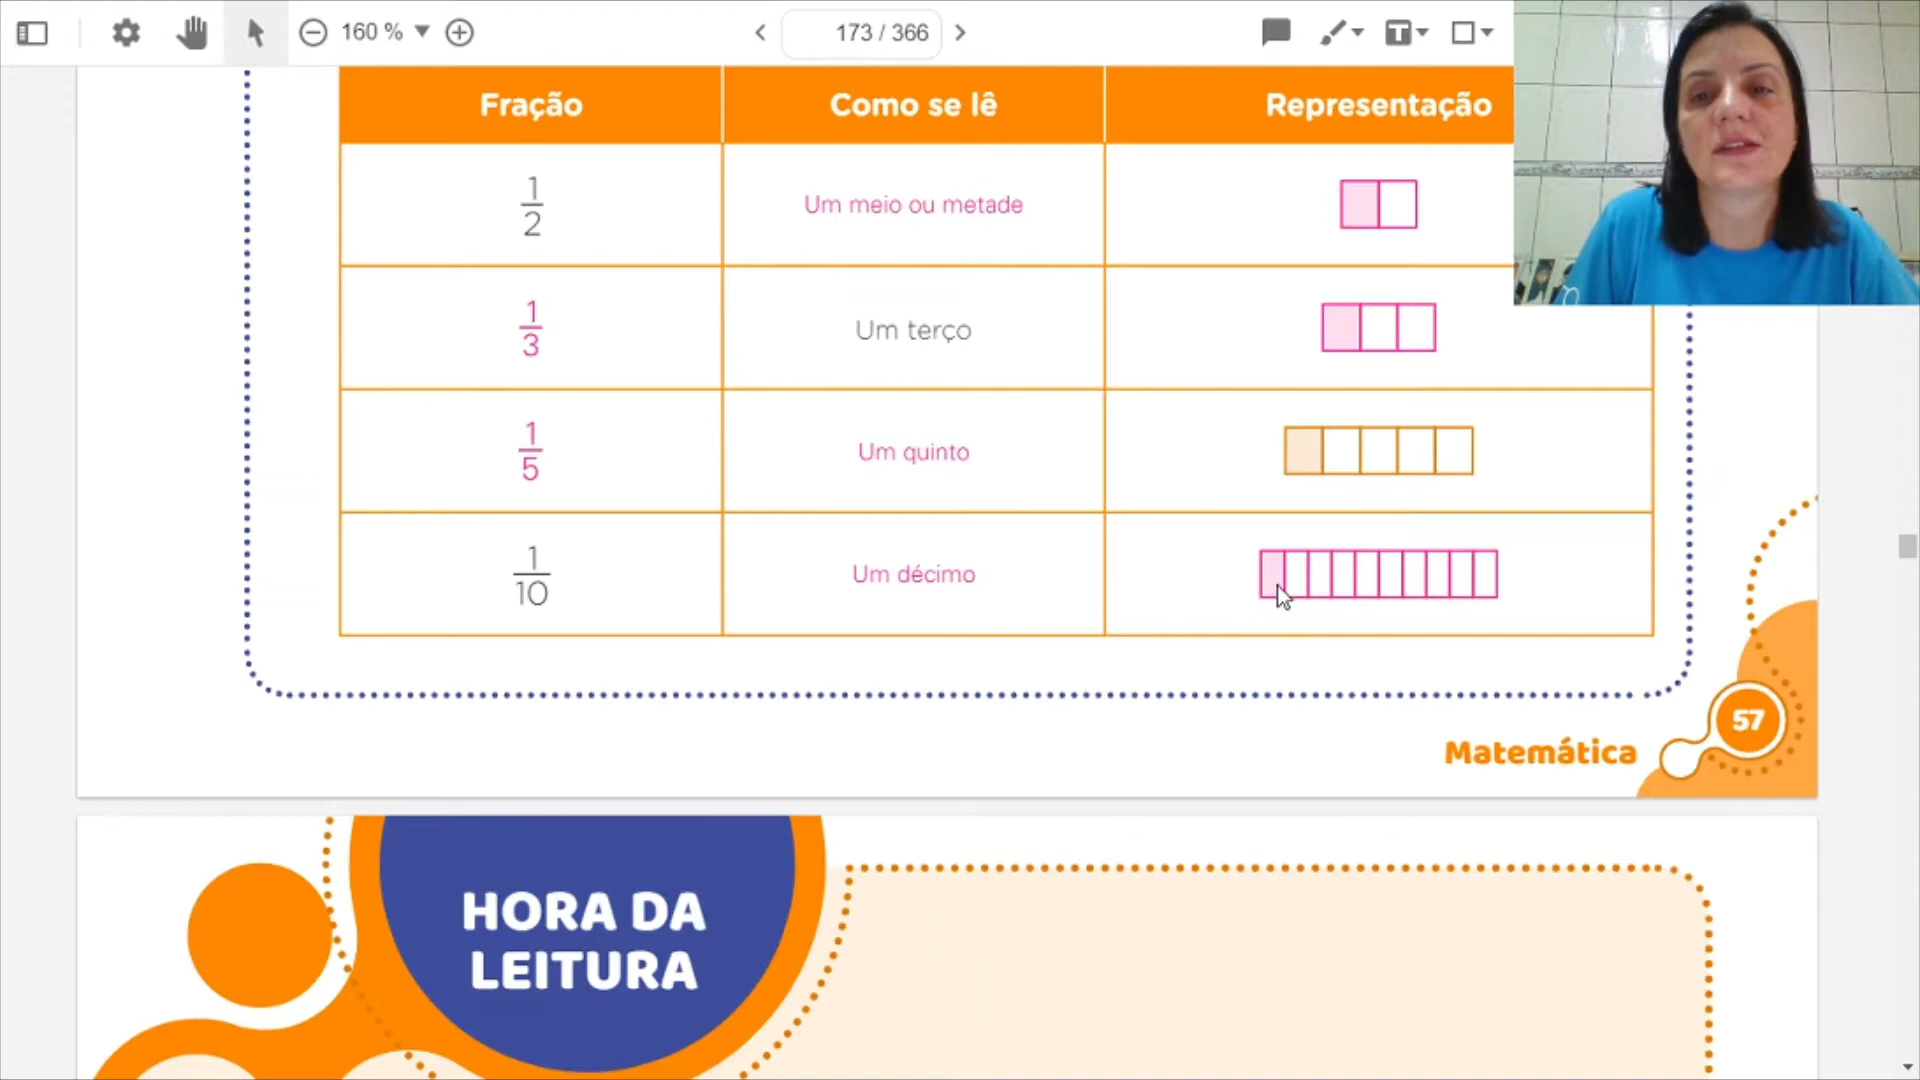 160 %
173 / 366
Fração Como se lê Representação
1/2 Um meio ou metade
1/3 Um terço
1/5 Um quinto
1/10 Um décimo
57
Matemática
HORA DA
LEITURA